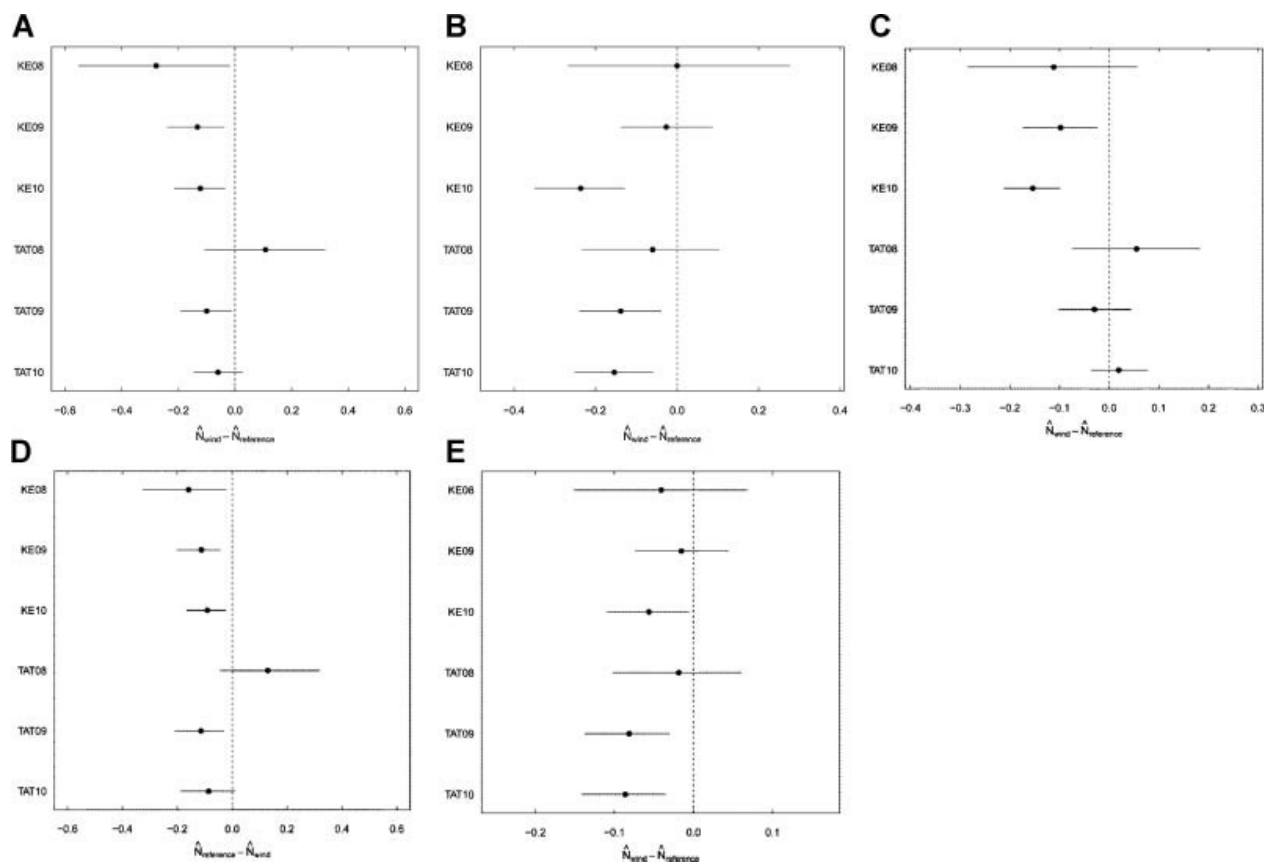 A
KE08
KE09
KE10
TAT08
TAT09
TAT10
−0.6 −0.4 −0.2 0.0 0.2 0.4 0.6
N̂wind − N̂reference
B
KE08
KE09
KE10
TAT08
TAT09
TAT10
−0.4 −0.2 0.0 0.2 0.4
N̂wind − N̂reference
C
KE08
KE09
KE10
TAT08
TAT09
TAT10
−0.4 −0.3 −0.2 −0.1 0.0 0.1 0.2 0.3
N̂wind − N̂reference
D
KE08
KE09
KE10
TAT08
TAT09
TAT10
−0.6 −0.4 −0.2 0.0 0.2 0.4 0.6
N̂reference − N̂wind
E
KE08
KE09
KE10
TAT08
TAT09
TAT10
−0.2 −0.1 0.0 0.1
N̂wind − N̂reference